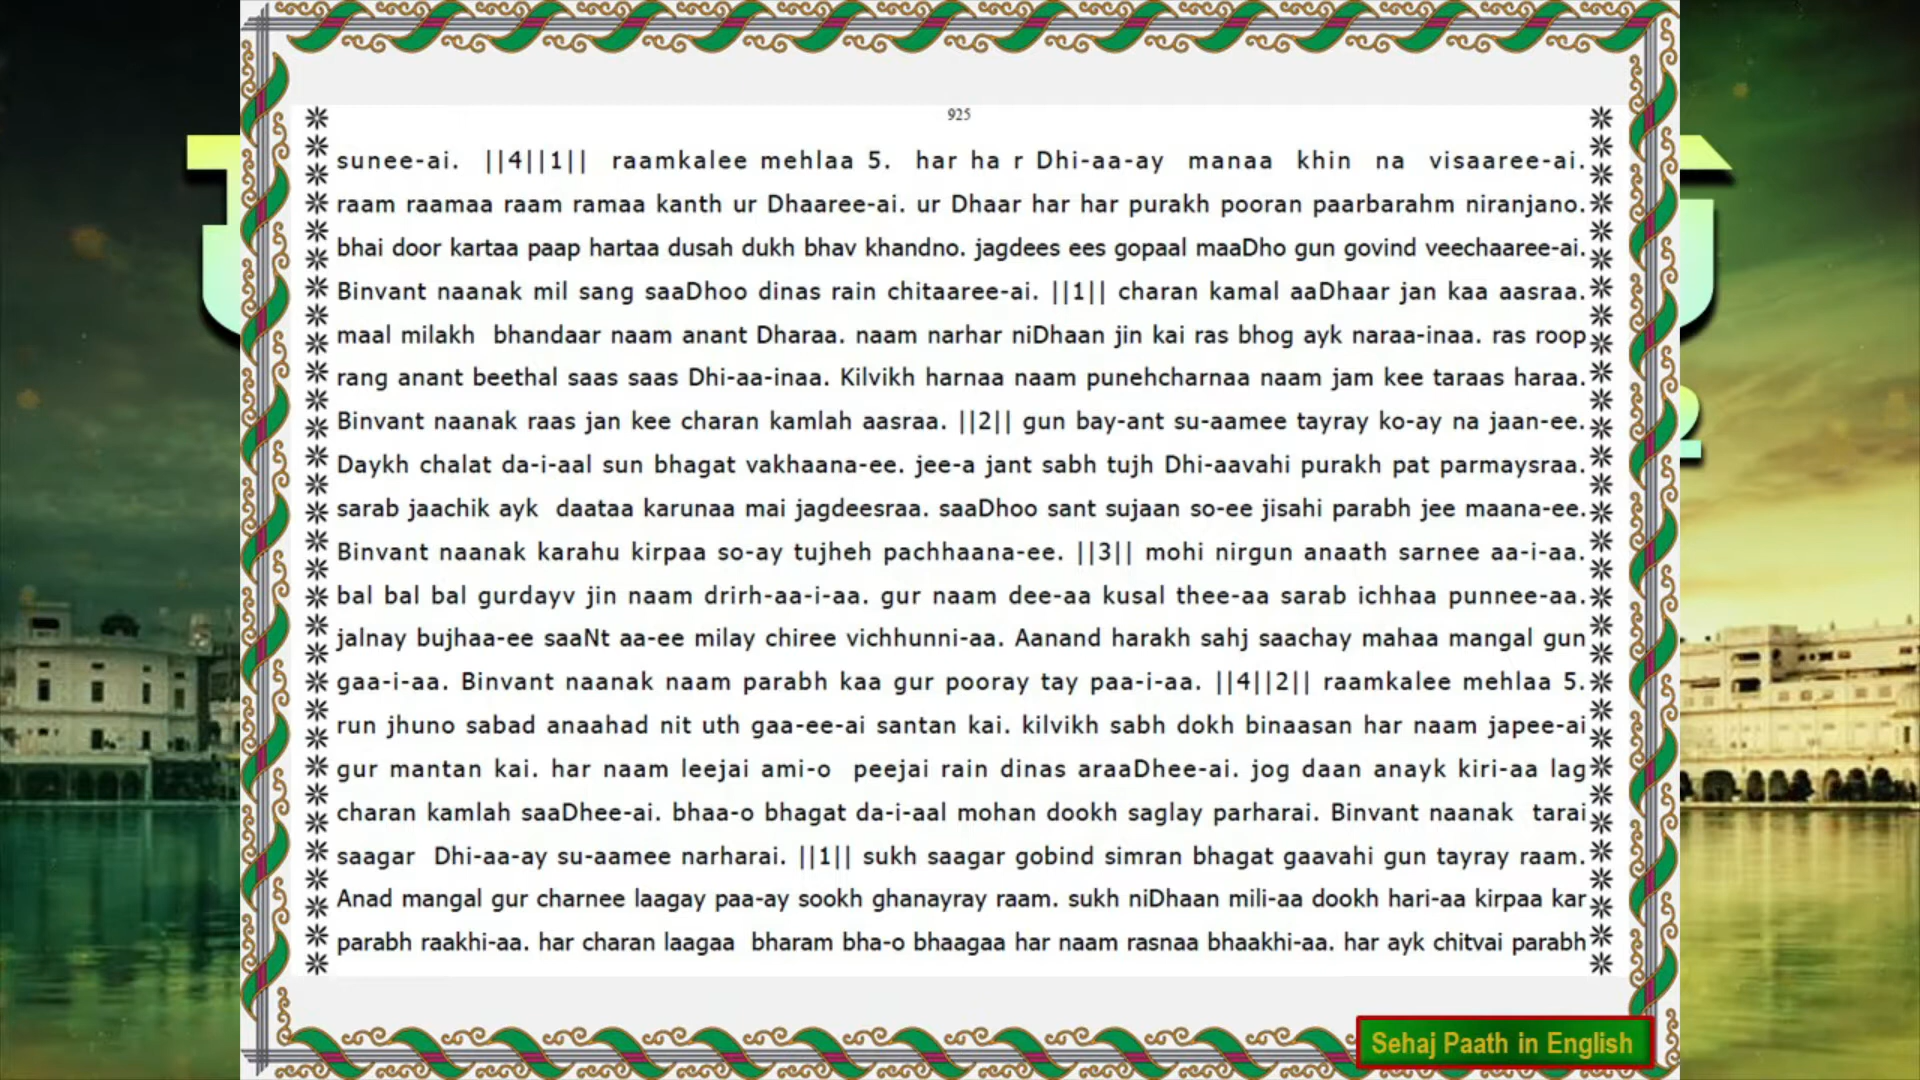 925
sunee-ai. ||4||1|| raamkalee mehlaa 5. har ha r Dhi-aa-ay manaa khin na visaaree-ai.
raam raamaa raam ramaa kanth ur Dhaaree-ai. ur Dhaar har har purakh pooran paarbarahm niranjano.
bhai door kartaa paap hartaa dusah dukh bhav khandno. jagdees ees gopaal maaDho gun govind veechaaree-ai.
Binvant naanak mil sang saaDhoo dinas rain chitaaree-ai. ||1|| charan kamal aaDhaar jan kaa aasraa.
maal milakh bhandaar naam anant Dharaa. naam narhar niDhaan jin kai ras bhog ayk naraa-inaa. ras roop
rang anant beethal saas saas Dhi-aa-inaa. Kilvikh harnaa naam punehcharnaa naam jam kee taraas haraa.
Binvant naanak raas jan kee charan kamlah aasraa. ||2|| gun bay-ant su-aamee tayray ko-ay na jaan-ee.
Daykh chalat da-i-aal sun bhagat vakhaana-ee. jee-a jant sabh tujh Dhi-aavahi purakh pat parmaysraa.
sarab jaachik ayk daataa karunaa mai jagdeesraa. saaDhoo sant sujaan so-ee jisahi parabh jee maana-ee.
Binvant naanak karahu kirpaa so-ay tujheh pachhaana-ee. ||3|| mohi nirgun anaath sarnee aa-i-aa.
bal bal bal gurdayv jin naam drirh-aa-i-aa. gur naam dee-aa kusal thee-aa sarab ichhaa punnee-aa.
jalnay bujhaa-ee saaNt aa-ee milay chiree vichhunni-aa. Aanand harakh sahj saachay mahaa mangal gun
gaa-i-aa. Binvant naanak naam parabh kaa gur pooray tay paa-i-aa. ||4||2|| raamkalee mehlaa 5.
run jhuno sabad anaahad nit uth gaa-ee-ai santan kai. kilvikh sabh dokh binaasan har naam japee-ai
gur mantan kai. har naam leejai ami-o peejai rain dinas araaDhee-ai. jog daan anayk kiri-aa lag
charan kamlah saaDhee-ai. bhaa-o bhagat da-i-aal mohan dookh saglay parharai. Binvant naanak tarai
saagar Dhi-aa-ay su-aamee narharai. ||1|| sukh saagar gobind simran bhagat gaavahi gun tayray raam.
Anad mangal gur charnee laagay paa-ay sookh ghanayray raam. sukh niDhaan mili-aa dookh hari-aa kirpaa kar
parabh raakhi-aa. har charan laagaa bharam bha-o bhaagaa har naam rasnaa bhaakhi-aa. har ayk chitvai parabh
Sehaj Paath in English